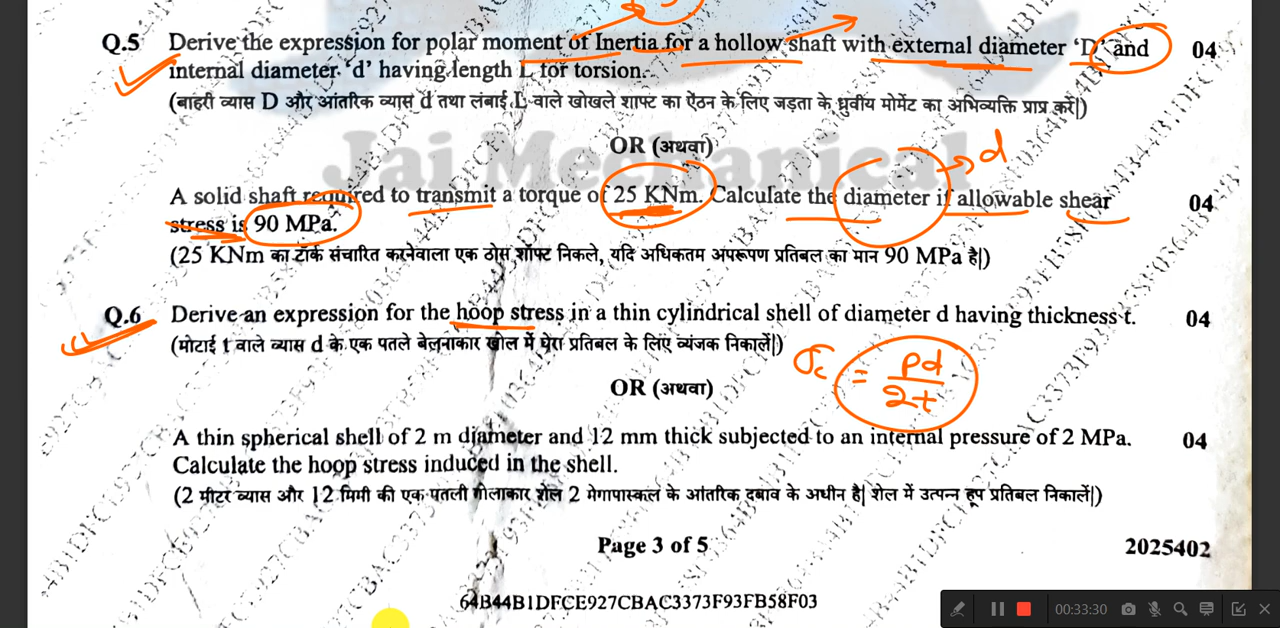 Q.5 Derive the expression for polar moment of Inertia for a hollow shaft with external diameter 'D' and 04
internal diameter 'd' having length L for torsion.
(बाहरी व्यास D और आंतरिक व्यास d तथा लंबाई L वाले खोखले शाफ्ट का ऐंठन के लिए जड़ता के ध्रुवीय मोमेंट का अभिव्यक्ति प्राप्त करें|)
Jai Mechanical
OR (अथवा)
d
A solid shaft required to transmit a torque of 25 KNm. Calculate the diameter if allowable shear 04
stress is 90 MPa.
(25 KNm का टॉर्क संचारित करनेवाला एक ठोस शॉफ्ट निकले, यदि अधिकतम अपरूपण प्रतिबल का मान 90 MPa है|)
Q.6 Derive an expression for the hoop stress in a thin cylindrical shell of diameter d having thickness t. 04
(मोटाई t वाले व्यास d के एक पतले बेलनाकार खोल में घेरा प्रतिबल के लिए व्यंजक निकालें|)
σc = pd/2t
OR (अथवा)
A thin spherical shell of 2 m diameter and 12 mm thick subjected to an internal pressure of 2 MPa. 04
Calculate the hoop stress induced in the shell.
(2 मीटर व्यास और 12 मिमी की एक पतली गोलाकार शेल 2 मेगापास्कल के आंतरिक दबाव के अधीन है| शेल में उत्पन्न हूप प्रतिबल निकालें|)
Page 3 of 5 2025402
64B44B1DFCE927CBAC3373F93FB58F03
00:33:30